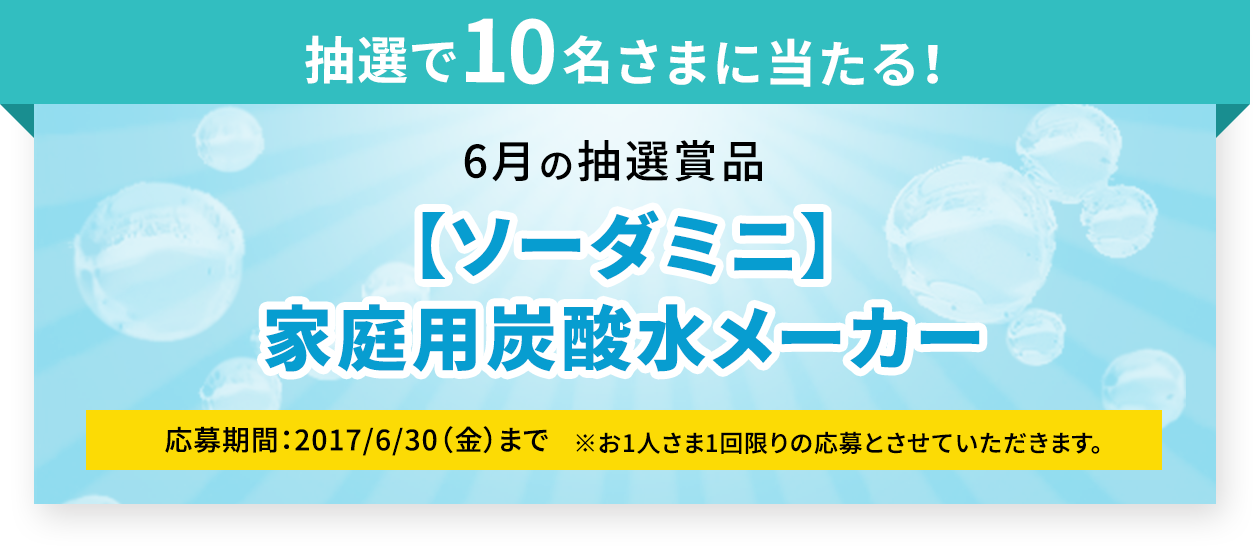 抽選で10名さまに当たる！
6月の抽選賞品
【ソーダミニ】
家庭用炭酸水メーカー
応募期間：2017/6/30（金）まで　※お1人さま1回限りの応募とさせていただきます。